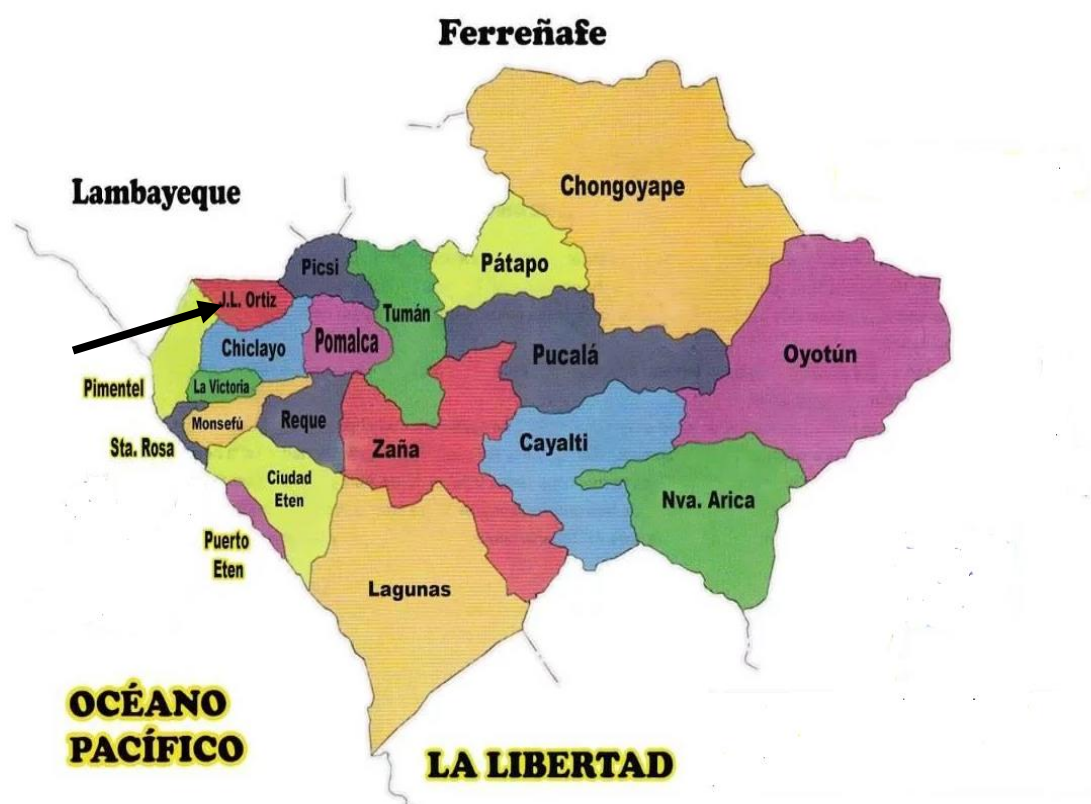 Ferreñafe
Chongoyape
Lambayeque
Picsi
Pátapo
J.L. Ortiz
Tumán
Chiclayo
Pomalca
Pucalá
Oyotún
Pimentel
La Victoria
Monsefú
Reque
Sta. Rosa
Zaña
Cayalti
Ciudad
Eten
Nva. Arica
Puerto
Eten
Lagunas
OCÉANO
PACÍFICO
LA LIBERTAD